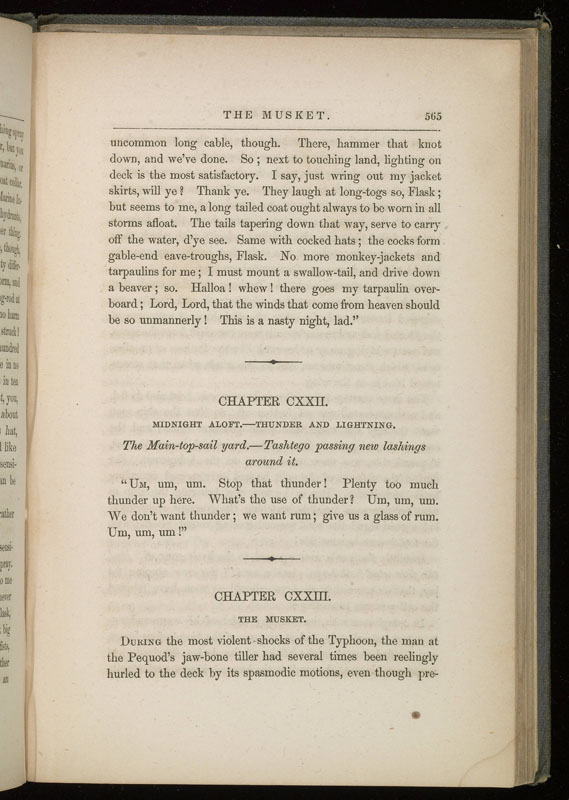 THE MUSKET. 565
uncommon long cable, though. There, hammer that knot
down, and we've done. So ; next to touching land, lighting on
deck is the most satisfactory. I say, just wring out my jacket
skirts, will ye? Thank ye. They laugh at long-togs so, Flask ;
but seems to me, a long tailed coat ought always to be worn in all
storms afloat. The tails tapering down that way, serve to carry
off the water, d'ye see. Same with cocked hats ; the cocks form
gable-end eave-troughs, Flask. No more monkey-jackets and
tarpaulins for me ; I must mount a swallow-tail, and drive down
a beaver ; so. Halloa ! whew ! there goes my tarpaulin over-
board ; Lord, Lord, that the winds that come from heaven should
be so unmannerly ! This is a nasty night, lad."
CHAPTER CXXII.
MIDNIGHT ALOFT.—THUNDER AND LIGHTNING.
The Main-top-sail yard.—Tashtego passing new lashings
around it.
"UM, um, um. Stop that thunder ! Plenty too much
thunder up here. What's the use of thunder ? Um, um, um.
We don't want thunder ; we want rum ; give us a glass of rum.
Um, um, um !"
CHAPTER CXXIII.
THE MUSKET.
DURING the most violent shocks of the Typhoon, the man at
the Pequod's jaw-bone tiller had several times been reelingly
hurled to the deck by its spasmodic motions, even though pre-